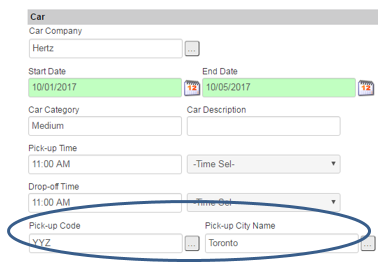 Car
Car Company
Hertz
...
Start Date End Date
10/01/2017 12 10/05/2017 12
Car Category Car Description
Medium
Pick-up Time
11:00 AM -Time Sel-
Drop-off Time
11:00 AM -Time Sel-
Pick-up Code Pick-up City Name
YYZ ... Toronto ...